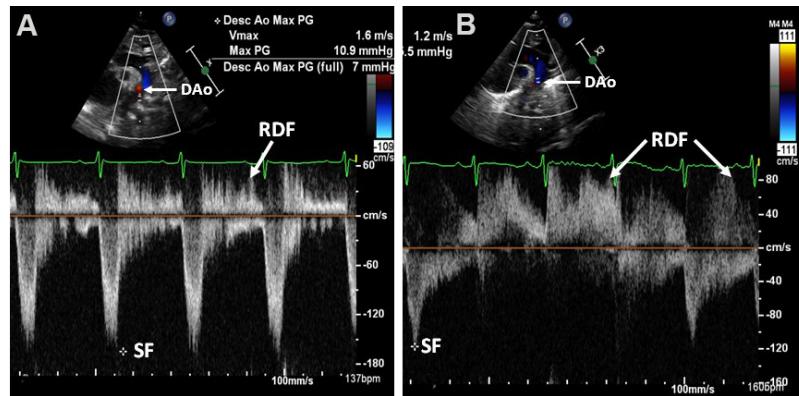 A
P
Desc Ao Max PG
Vmax 1.6 m/s
Max PG 10.9 mmHg
Desc Ao Max PG (full) 7 mmHg
DAo
-109
cm/s
RDF
60
cm/s
-60
-120
SF
-180
100mm/s
137bpm
B
P
1.2 m/s
5.5 mmHg
x3
M4 M4
111
DAo
-111
cm/s
RDF
80
40
cm/s
-40
-80
SF
-120
100mm/s
-160
160bpm